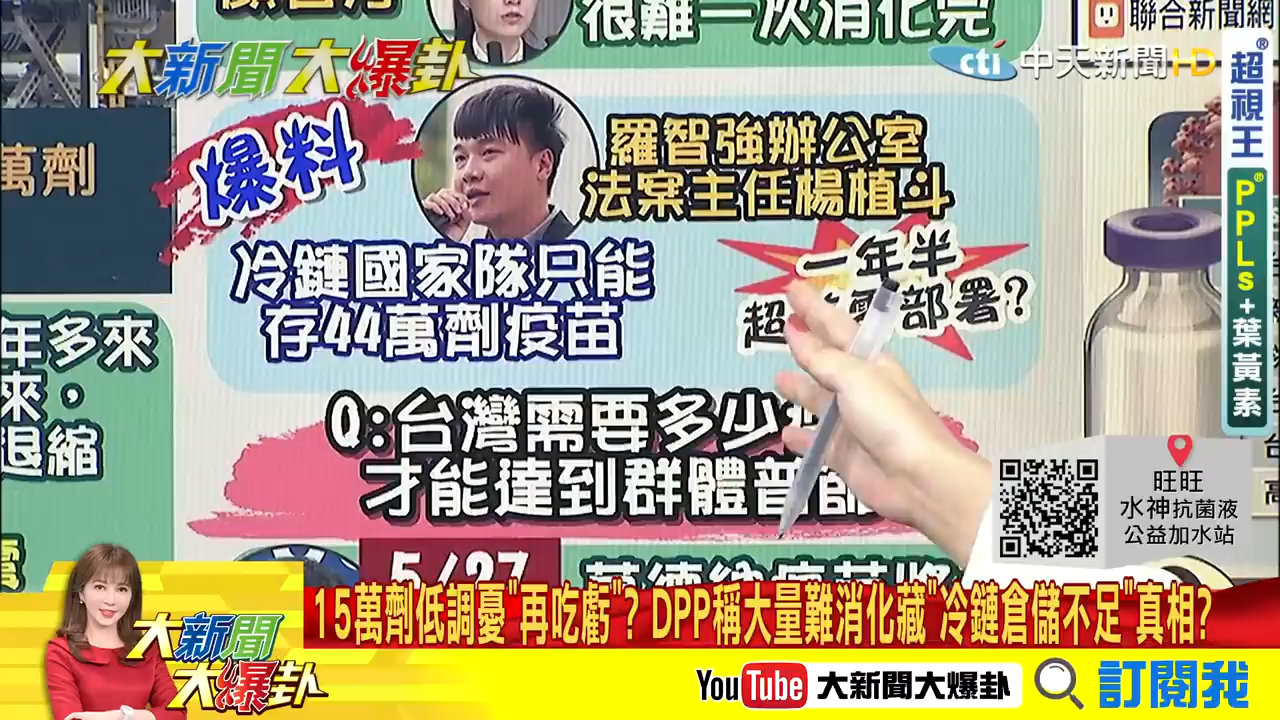 很難一次消化完
聯合新聞網
大新聞大爆卦
cti 中天新聞HD
超視王®
PPLs®+葉黃素
萬劑
爆料
羅智強辦公室
法案主任楊植斗
冷鏈國家隊只能
存44萬劑疫苗
一年半
超 部署?
年多來
來，
退縮
Q:台灣需要多少
才能達到群體普篩
5/27
旺旺
水神抗菌液
公益加水站
15萬劑低調憂"再吃虧"? DPP稱大量難消化藏"冷鏈倉儲不足"真相?
大新聞
大爆卦
YouTube 大新聞大爆卦 訂閱我